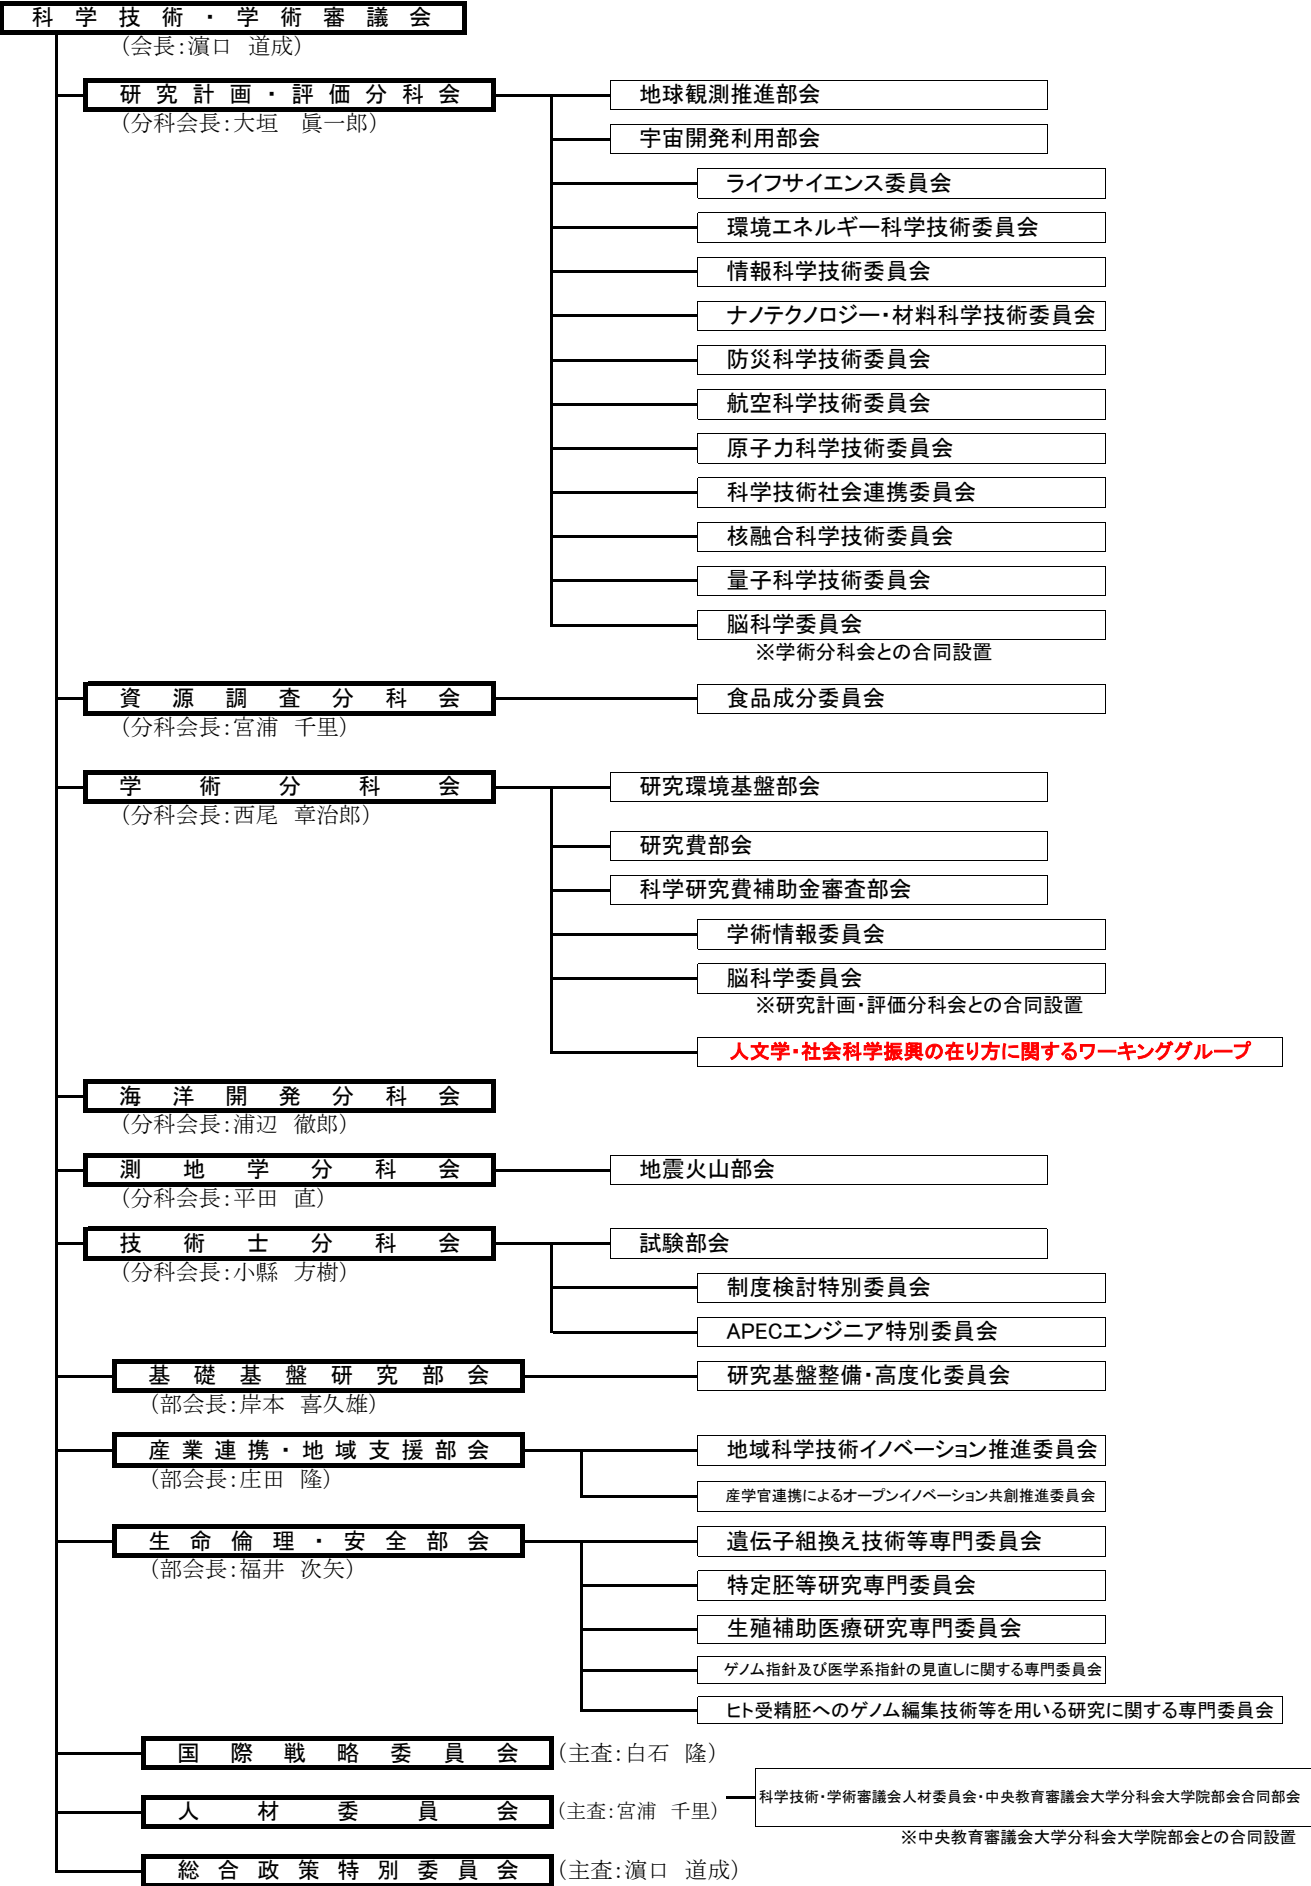 科学技術・学術審議会
（会長：濵口　道成）
研究計画・評価分科会
（分科会長：大垣　眞一郎）
地球観測推進部会
宇宙開発利用部会
ライフサイエンス委員会
環境エネルギー科学技術委員会
情報科学技術委員会
ナノテクノロジー・材料科学技術委員会
防災科学技術委員会
航空科学技術委員会
原子力科学技術委員会
科学技術社会連携委員会
核融合科学技術委員会
量子科学技術委員会
脳科学委員会
※学術分科会との合同設置
資源調査分科会
（分科会長：宮浦　千里）
食品成分委員会
学術分科会
（分科会長：西尾　章治郎）
研究環境基盤部会
研究費部会
科学研究費補助金審査部会
学術情報委員会
脳科学委員会
※研究計画・評価分科会との合同設置
人文学・社会科学振興の在り方に関するワーキンググループ
海洋開発分科会
（分科会長：浦辺　徹郎）
測地学分科会
（分科会長：平田　直）
地震火山部会
技術士分科会
（分科会長：小縣　方樹）
試験部会
制度検討特別委員会
APECエンジニア特別委員会
基礎基盤研究部会
（部会長：岸本　喜久雄）
研究基盤整備・高度化委員会
産業連携・地域支援部会
（部会長：庄田　隆）
地域科学技術イノベーション推進委員会
産学官連携によるオープンイノベーション共創推進委員会
生命倫理・安全部会
（部会長：福井　次矢）
遺伝子組換え技術等専門委員会
特定胚等研究専門委員会
生殖補助医療研究専門委員会
ゲノム指針及び医学系指針の見直しに関する専門委員会
ヒト受精胚へのゲノム編集技術等を用いる研究に関する専門委員会
国際戦略委員会（主査：白石　隆）
人材委員会（主査：宮浦　千里）
科学技術・学術審議会人材委員会・中央教育審議会大学分科会大学院部会合同部会
※中央教育審議会大学分科会大学院部会との合同設置
総合政策特別委員会（主査：濵口　道成）